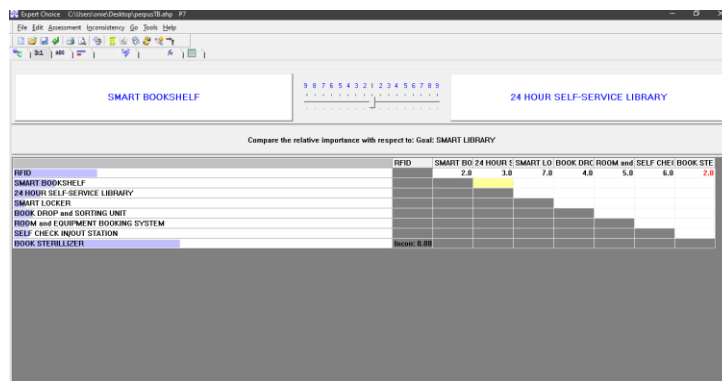 Expert Choice C:\Users\onie\Desktop\perpusTB.ahp P7
File Edit Assessment Inconsistency Go Tools Help
3:1 ABC
SMART BOOKSHELF
9 8 7 6 5 4 3 2 1 2 3 4 5 6 7 8 9
24 HOUR SELF-SERVICE LIBRARY
Compare the relative importance with respect to: Goal: SMART LIBRARY
RFID SMART BO 24 HOUR S SMART LO BOOK DRC ROOM and SELF CHEC BOOK STE
RFID 2.0 3.0 7.0 4.0 5.0 6.0 2.0
SMART BOOKSHELF
24 HOUR SELF-SERVICE LIBRARY
SMART LOCKER
BOOK DROP and SORTING UNIT
ROOM and EQUIPMENT BOOKING SYSTEM
SELF CHECK IN/OUT STATION
BOOK STERILLIZER Incon: 0.00